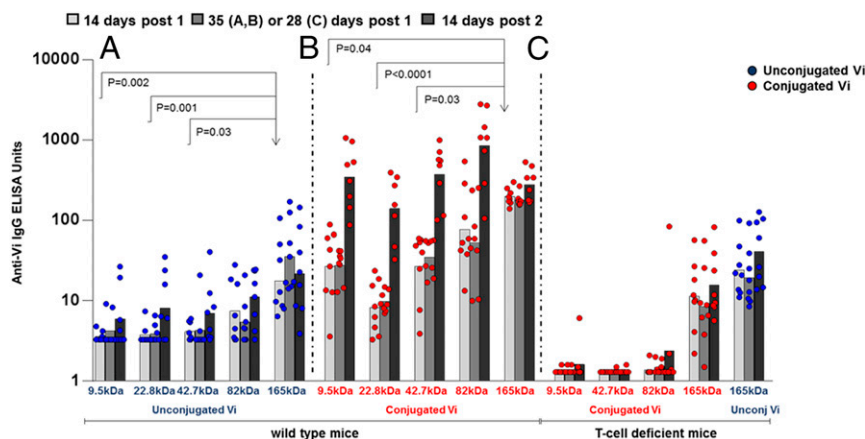 14 days post 1 35 (A,B) or 28 (C) days post 1 14 days post 2
A B C
Unconjugated Vi
Conjugated Vi
Anti-Vi IgG ELISA Units
10000
1000
100
10
1
P=0.002
P=0.001
P=0.03
P=0.04
P<0.0001
P=0.03
9.5kDa 22.8kDa 42.7kDa 82kDa 165kDa 9.5kDa 22.8kDa 42.7kDa 82kDa 165kDa 9.5kDa 42.7kDa 82kDa 165kDa 165kDa
Unconjugated Vi Conjugated Vi Conjugated Vi Unconj Vi
wild type mice T-cell deficient mice